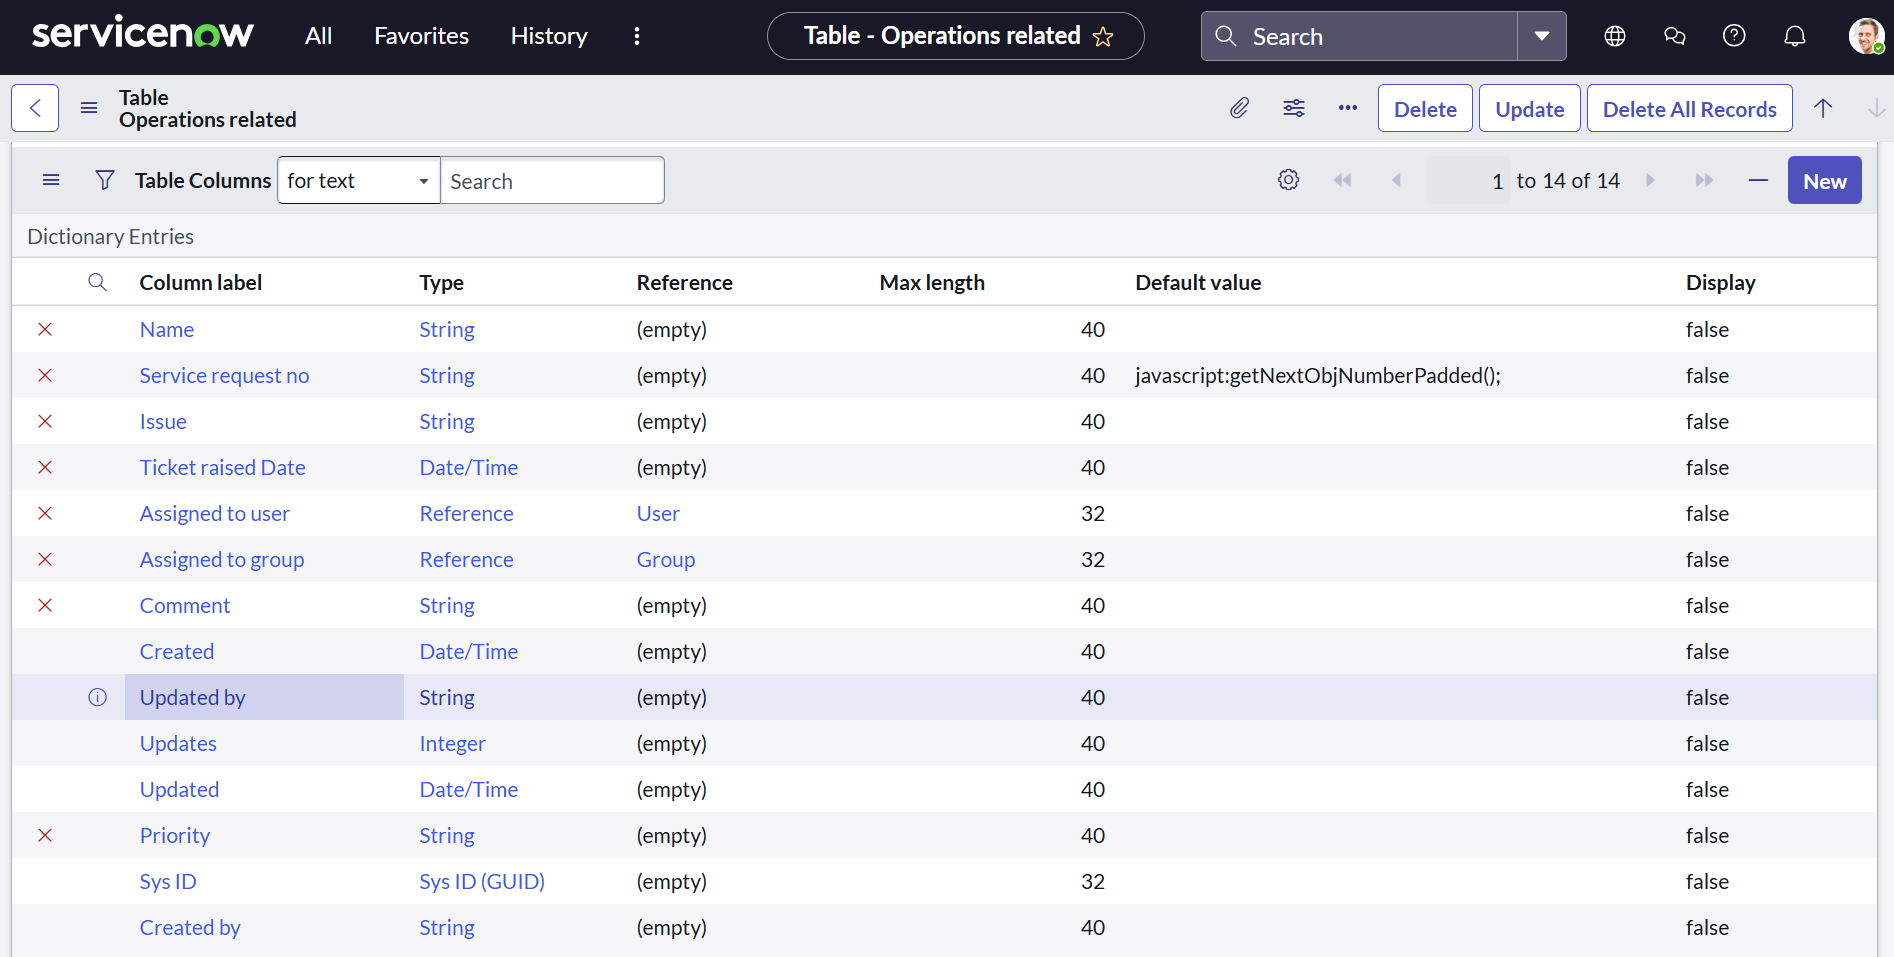 servicenow All Favorites History Table - Operations related Search
Table
Operations related Delete Update Delete All Records
Table Columns for text Search 1 to 14 of 14 New
Dictionary Entries
Column label Type Reference Max length Default value Display
Name String (empty) 40 false
Service request no String (empty) 40 javascript:getNextObjNumberPadded(); false
Issue String (empty) 40 false
Ticket raised Date Date/Time (empty) 40 false
Assigned to user Reference User 32 false
Assigned to group Reference Group 32 false
Comment String (empty) 40 false
Created Date/Time (empty) 40 false
Updated by String (empty) 40 false
Updates Integer (empty) 40 false
Updated Date/Time (empty) 40 false
Priority String (empty) 40 false
Sys ID Sys ID (GUID) (empty) 32 false
Created by String (empty) 40 false